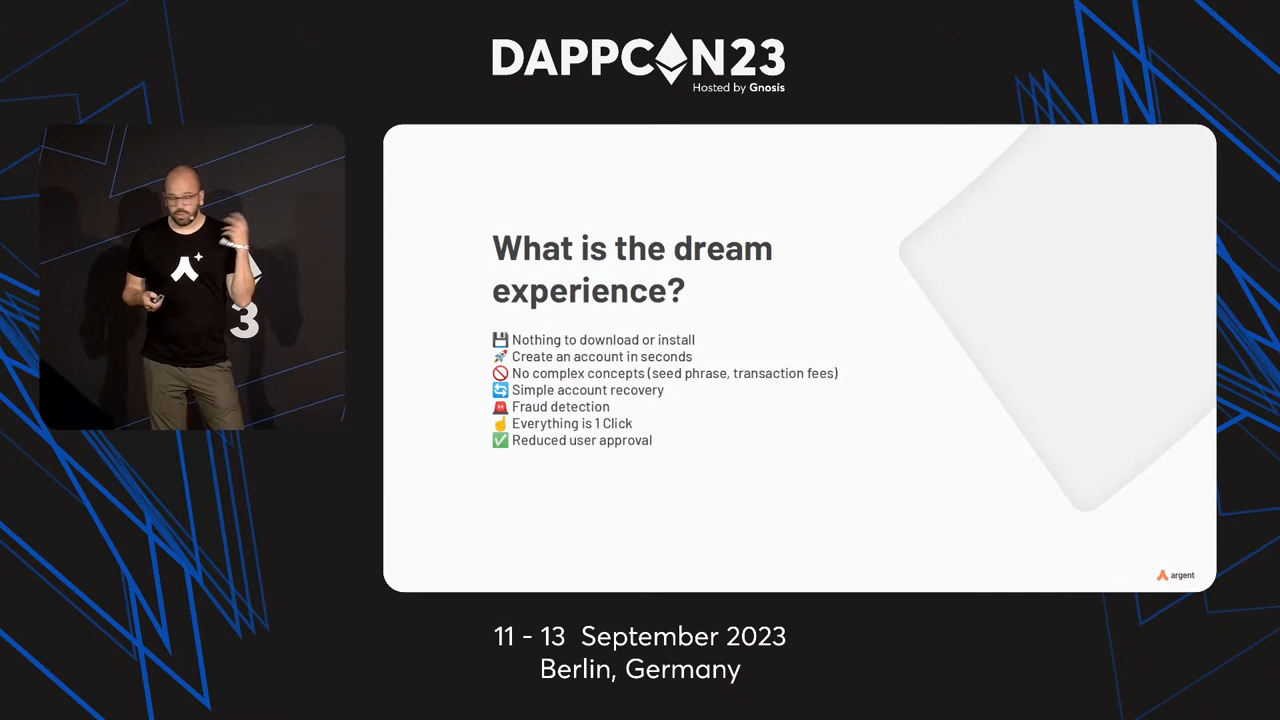 DAPPCON23
Hosted by Gnosis
3
What is the dream
experience?
💾 Nothing to download or install
🚀 Create an account in seconds
🚫 No complex concepts (seed phrase, transaction fees)
🔄 Simple account recovery
🚨 Fraud detection
☝️ Everything is 1 Click
✅ Reduced user approval
argent
11 - 13 September 2023
Berlin, Germany